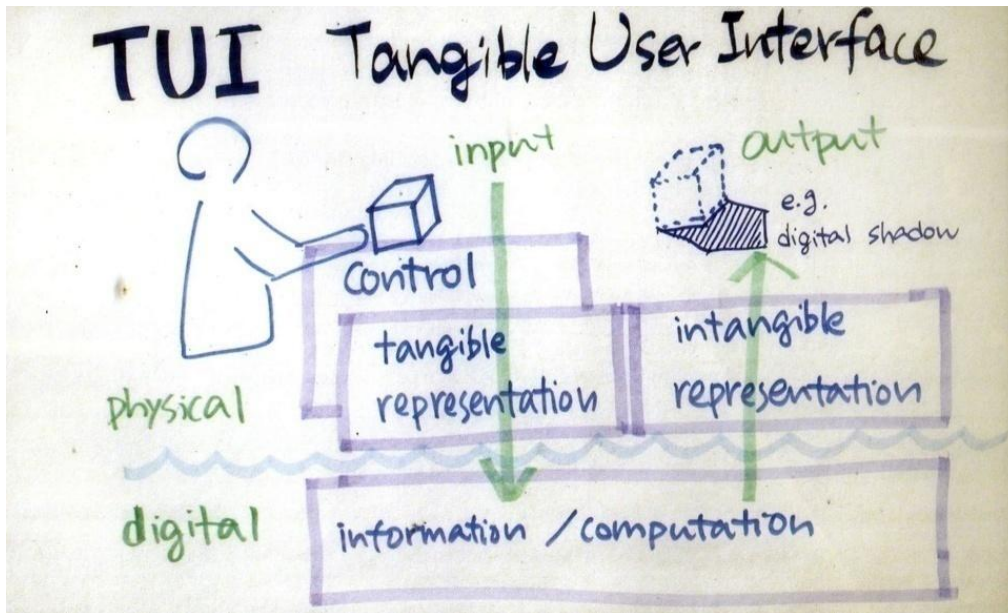 TUI Tangible User Interface
input
output
e.g.
digital shadow
control
tangible
representation
intangible
representation
physical
digital
information / computation